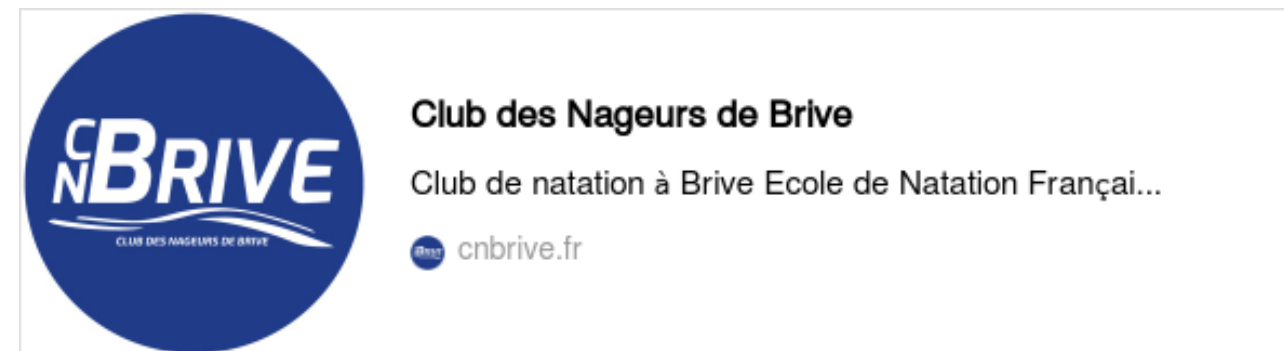 CN BRIVE
CLUB DES NAGEURS DE BRIVE
Club des Nageurs de Brive
Club de natation à Brive Ecole de Natation Françai...
cnbrive.fr